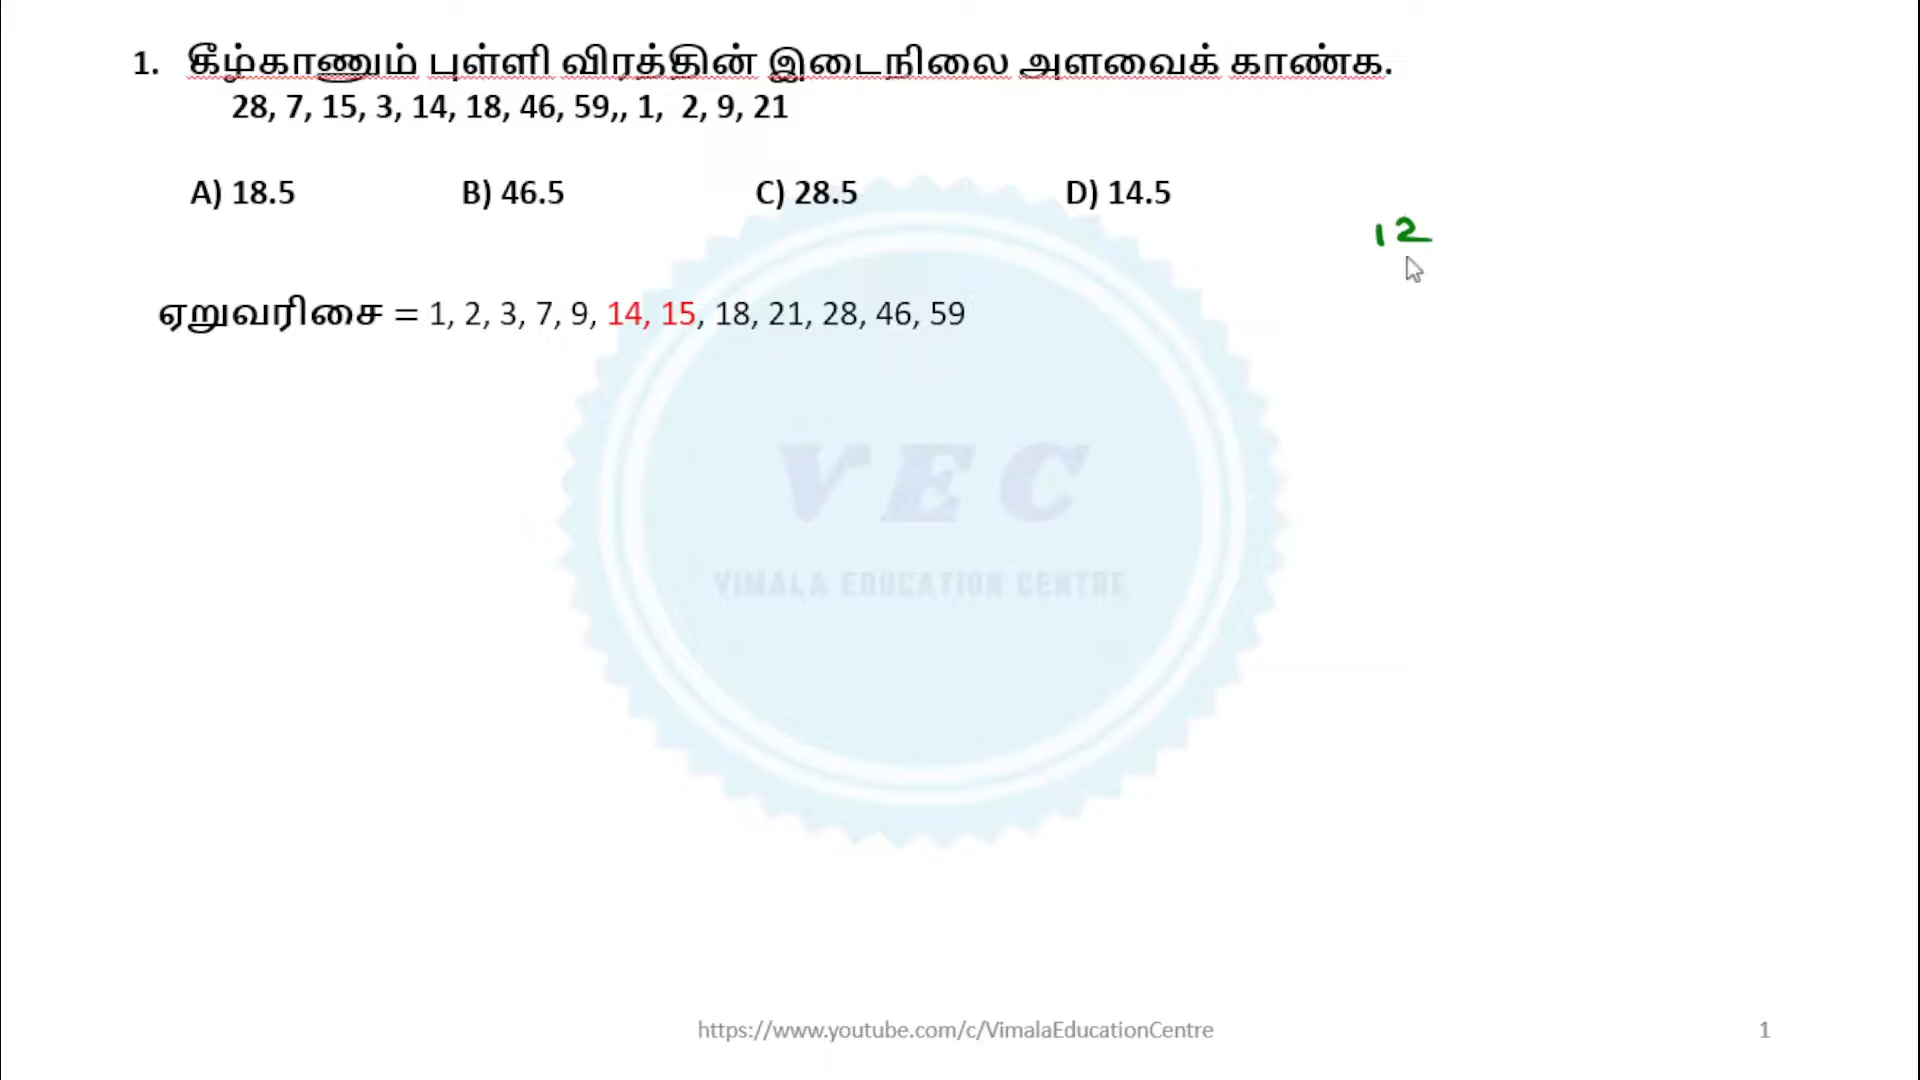 1. கீழ்காணும் புள்ளி விரத்தின் இடைநிலை அளவைக் காண்க.
28, 7, 15, 3, 14, 18, 46, 59,, 1, 2, 9, 21
A) 18.5 B) 46.5 C) 28.5 D) 14.5
12
ஏறுவரிசை = 1, 2, 3, 7, 9, 14, 15, 18, 21, 28, 46, 59
VEC
VIMALA EDUCATION CENTRE
https://www.youtube.com/c/VimalaEducationCentre 1